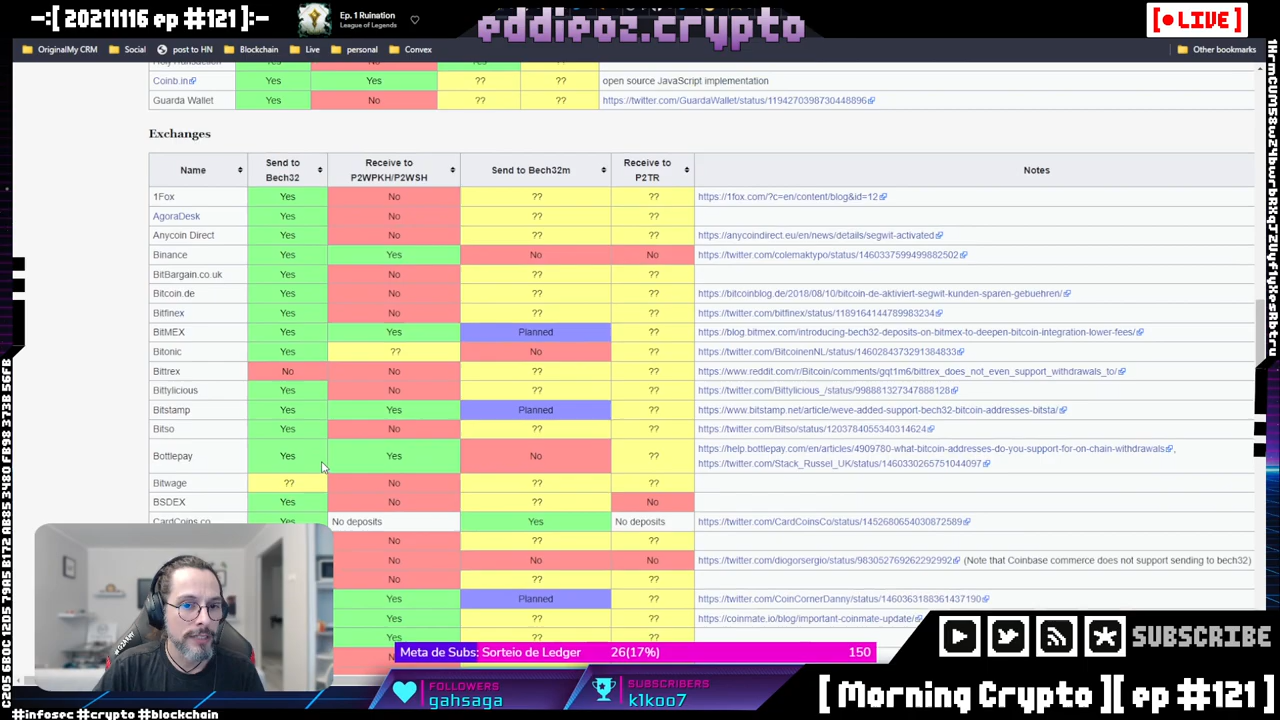 -:[ 20211116 ep #121]:-
Ep. 1 Ruination
League of Legends
eddieoz.crypto
[ LIVE ]
OriginalMy CRM Social post to HN Blockchain Live personal Convex Other bookmarks
Yes No Yes ??
Coinb.in Yes Yes ?? ?? open source JavaScript implementation
Guarda Wallet Yes No ?? ?? https://twitter.com/GuardaWallet/status/1194270398730448896
Exchanges
Name Send to Bech32 Receive to P2WPKH/P2WSH Send to Bech32m Receive to P2TR Notes
1Fox Yes No ?? ?? https://1fox.com/?c=en/content/blog&id=12
AgoraDesk Yes No ?? ??
Anycoin Direct Yes No ?? ?? https://anycoindirect.eu/en/news/details/segwit-activated
Binance Yes Yes No No https://twitter.com/colemaktypo/status/1460337599499882502
BitBargain.co.uk Yes No ?? ??
Bitcoin.de Yes No ?? ?? https://bitcoinblog.de/2018/08/10/bitcoin-de-aktiviert-segwit-kunden-sparen-gebuehren/
Bitfinex Yes No ?? ?? https://twitter.com/bitfinex/status/1189164144789983234
BitMEX Yes Yes Planned ?? https://blog.bitmex.com/introducing-bech32-deposits-on-bitmex-to-deepen-bitcoin-integration-lower-fees/
Bitonic Yes ?? No ?? https://twitter.com/BitcoinenNL/status/1460284373291384833
Bittrex No No ?? ?? https://www.reddit.com/r/Bitcoin/comments/gqt1m6/bittrex_does_not_even_support_withdrawals_to/
Bittylicious Yes No ?? ?? https://twitter.com/Bittylicious_/status/998813273478888128
Bitstamp Yes Yes Planned ?? https://www.bitstamp.net/article/weve-added-support-bech32-bitcoin-addresses-bitsta/
Bitso Yes No ?? ?? https://twitter.com/Bitso/status/1203784055340314624
Bottlepay Yes Yes No ?? https://help.bottlepay.com/en/articles/4909780-what-bitcoin-addresses-do-you-support-for-on-chain-withdrawals,
https://twitter.com/Stack_Russel_UK/status/1460330265751044097
Bitwage ?? No ?? ??
BSDEX Yes No ?? No
CardCoins.co Yes No deposits Yes No deposits https://twitter.com/CardCoinsCo/status/1452680654030872589
No ?? ??
No No ?? https://twitter.com/diogorsergio/status/983052769262292992 (Note that Coinbase commerce does not support sending to bech32)
No ?? ??
Yes Planned ?? https://twitter.com/CoinCornerDanny/status/1460363188361437190
Yes ?? ?? https://coinmate.io/blog/important-coinmate-update/
Yes ?? ??
Meta de Subs: Sorteio de Ledger 26(17%) 150
FOLLOWERS
gahsaga
SUBSCRIBERS
k1koo7
SUBSCRIBE
[ Morning Crypto ] [ ep #121 ]
#infosec #crypto #blockchain